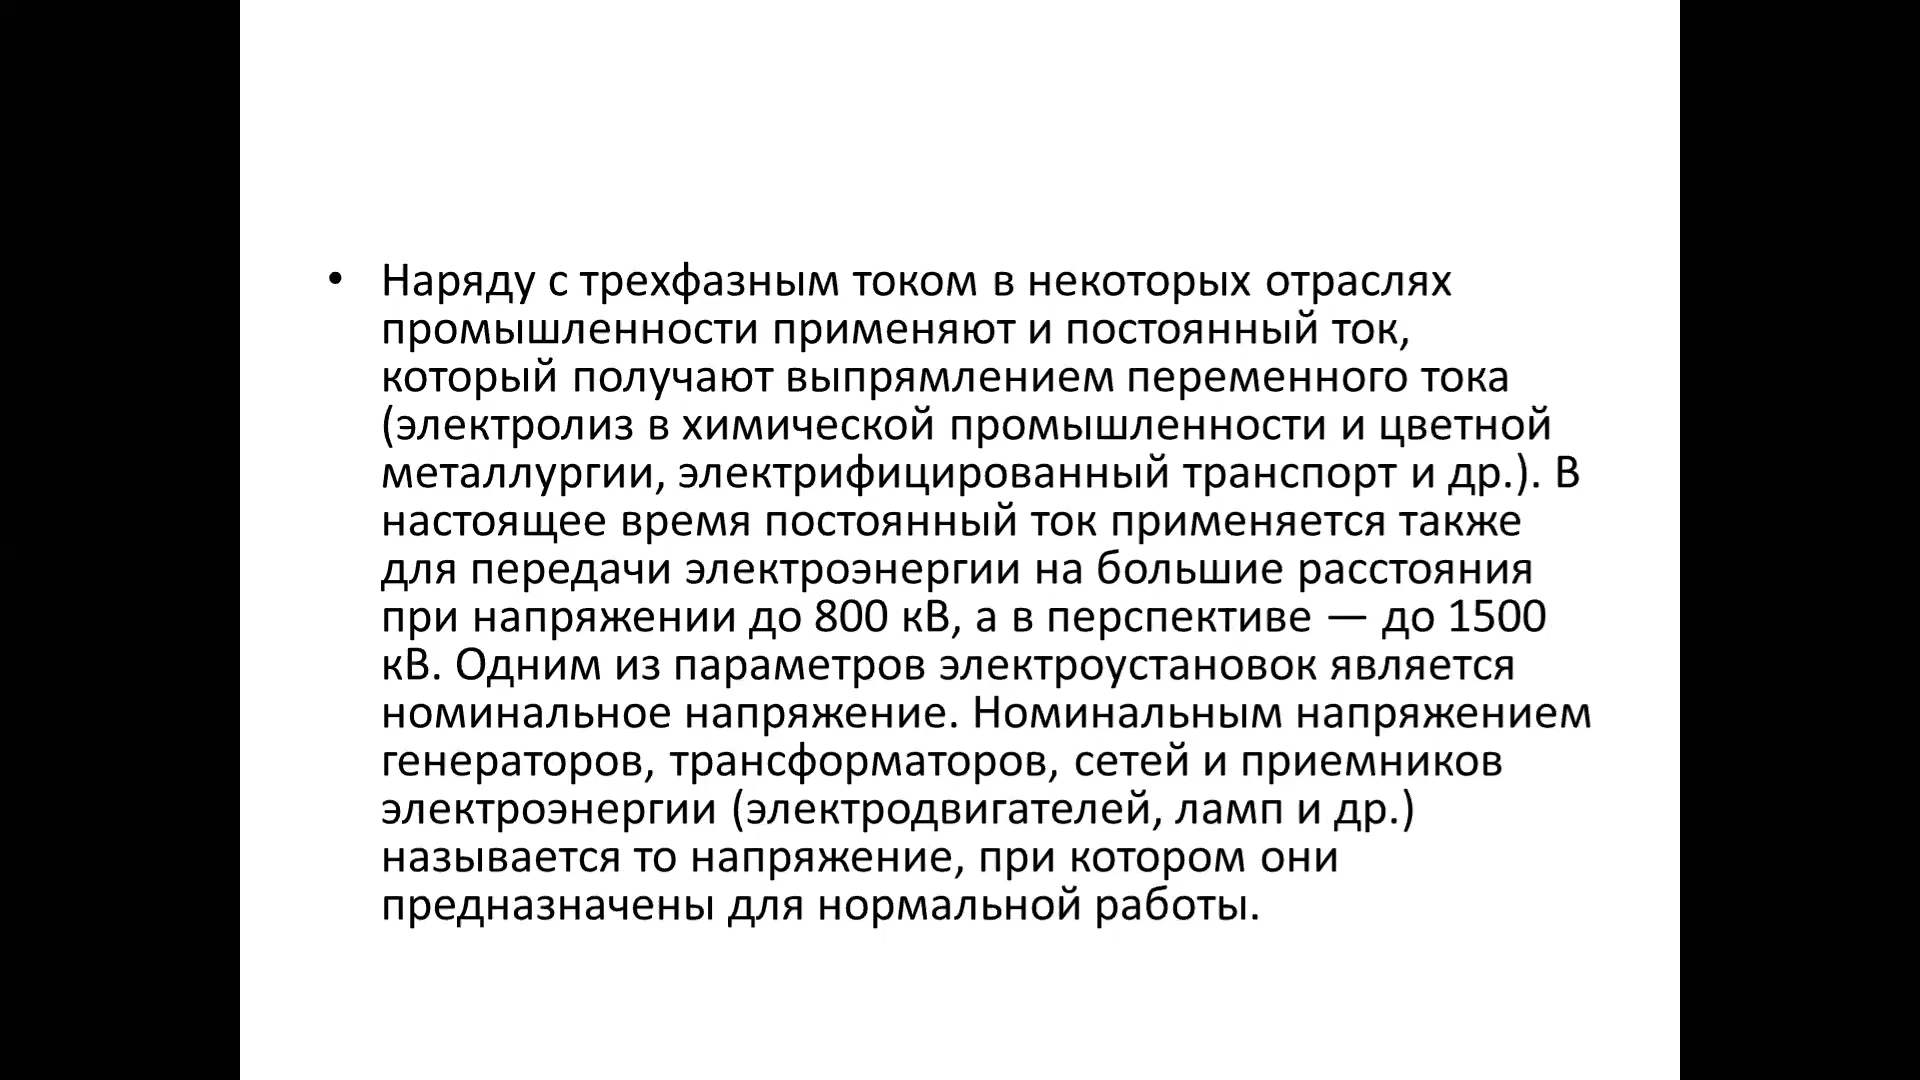 • Наряду с трехфазным током в некоторых отраслях
промышленности применяют и постоянный ток,
который получают выпрямлением переменного тока
(электролиз в химической промышленности и цветной
металлургии, электрифицированный транспорт и др.). В
настоящее время постоянный ток применяется также
для передачи электроэнергии на большие расстояния
при напряжении до 800 кВ, а в перспективе — до 1500
кВ. Одним из параметров электроустановок является
номинальное напряжение. Номинальным напряжением
генераторов, трансформаторов, сетей и приемников
электроэнергии (электродвигателей, ламп и др.)
называется то напряжение, при котором они
предназначены для нормальной работы.